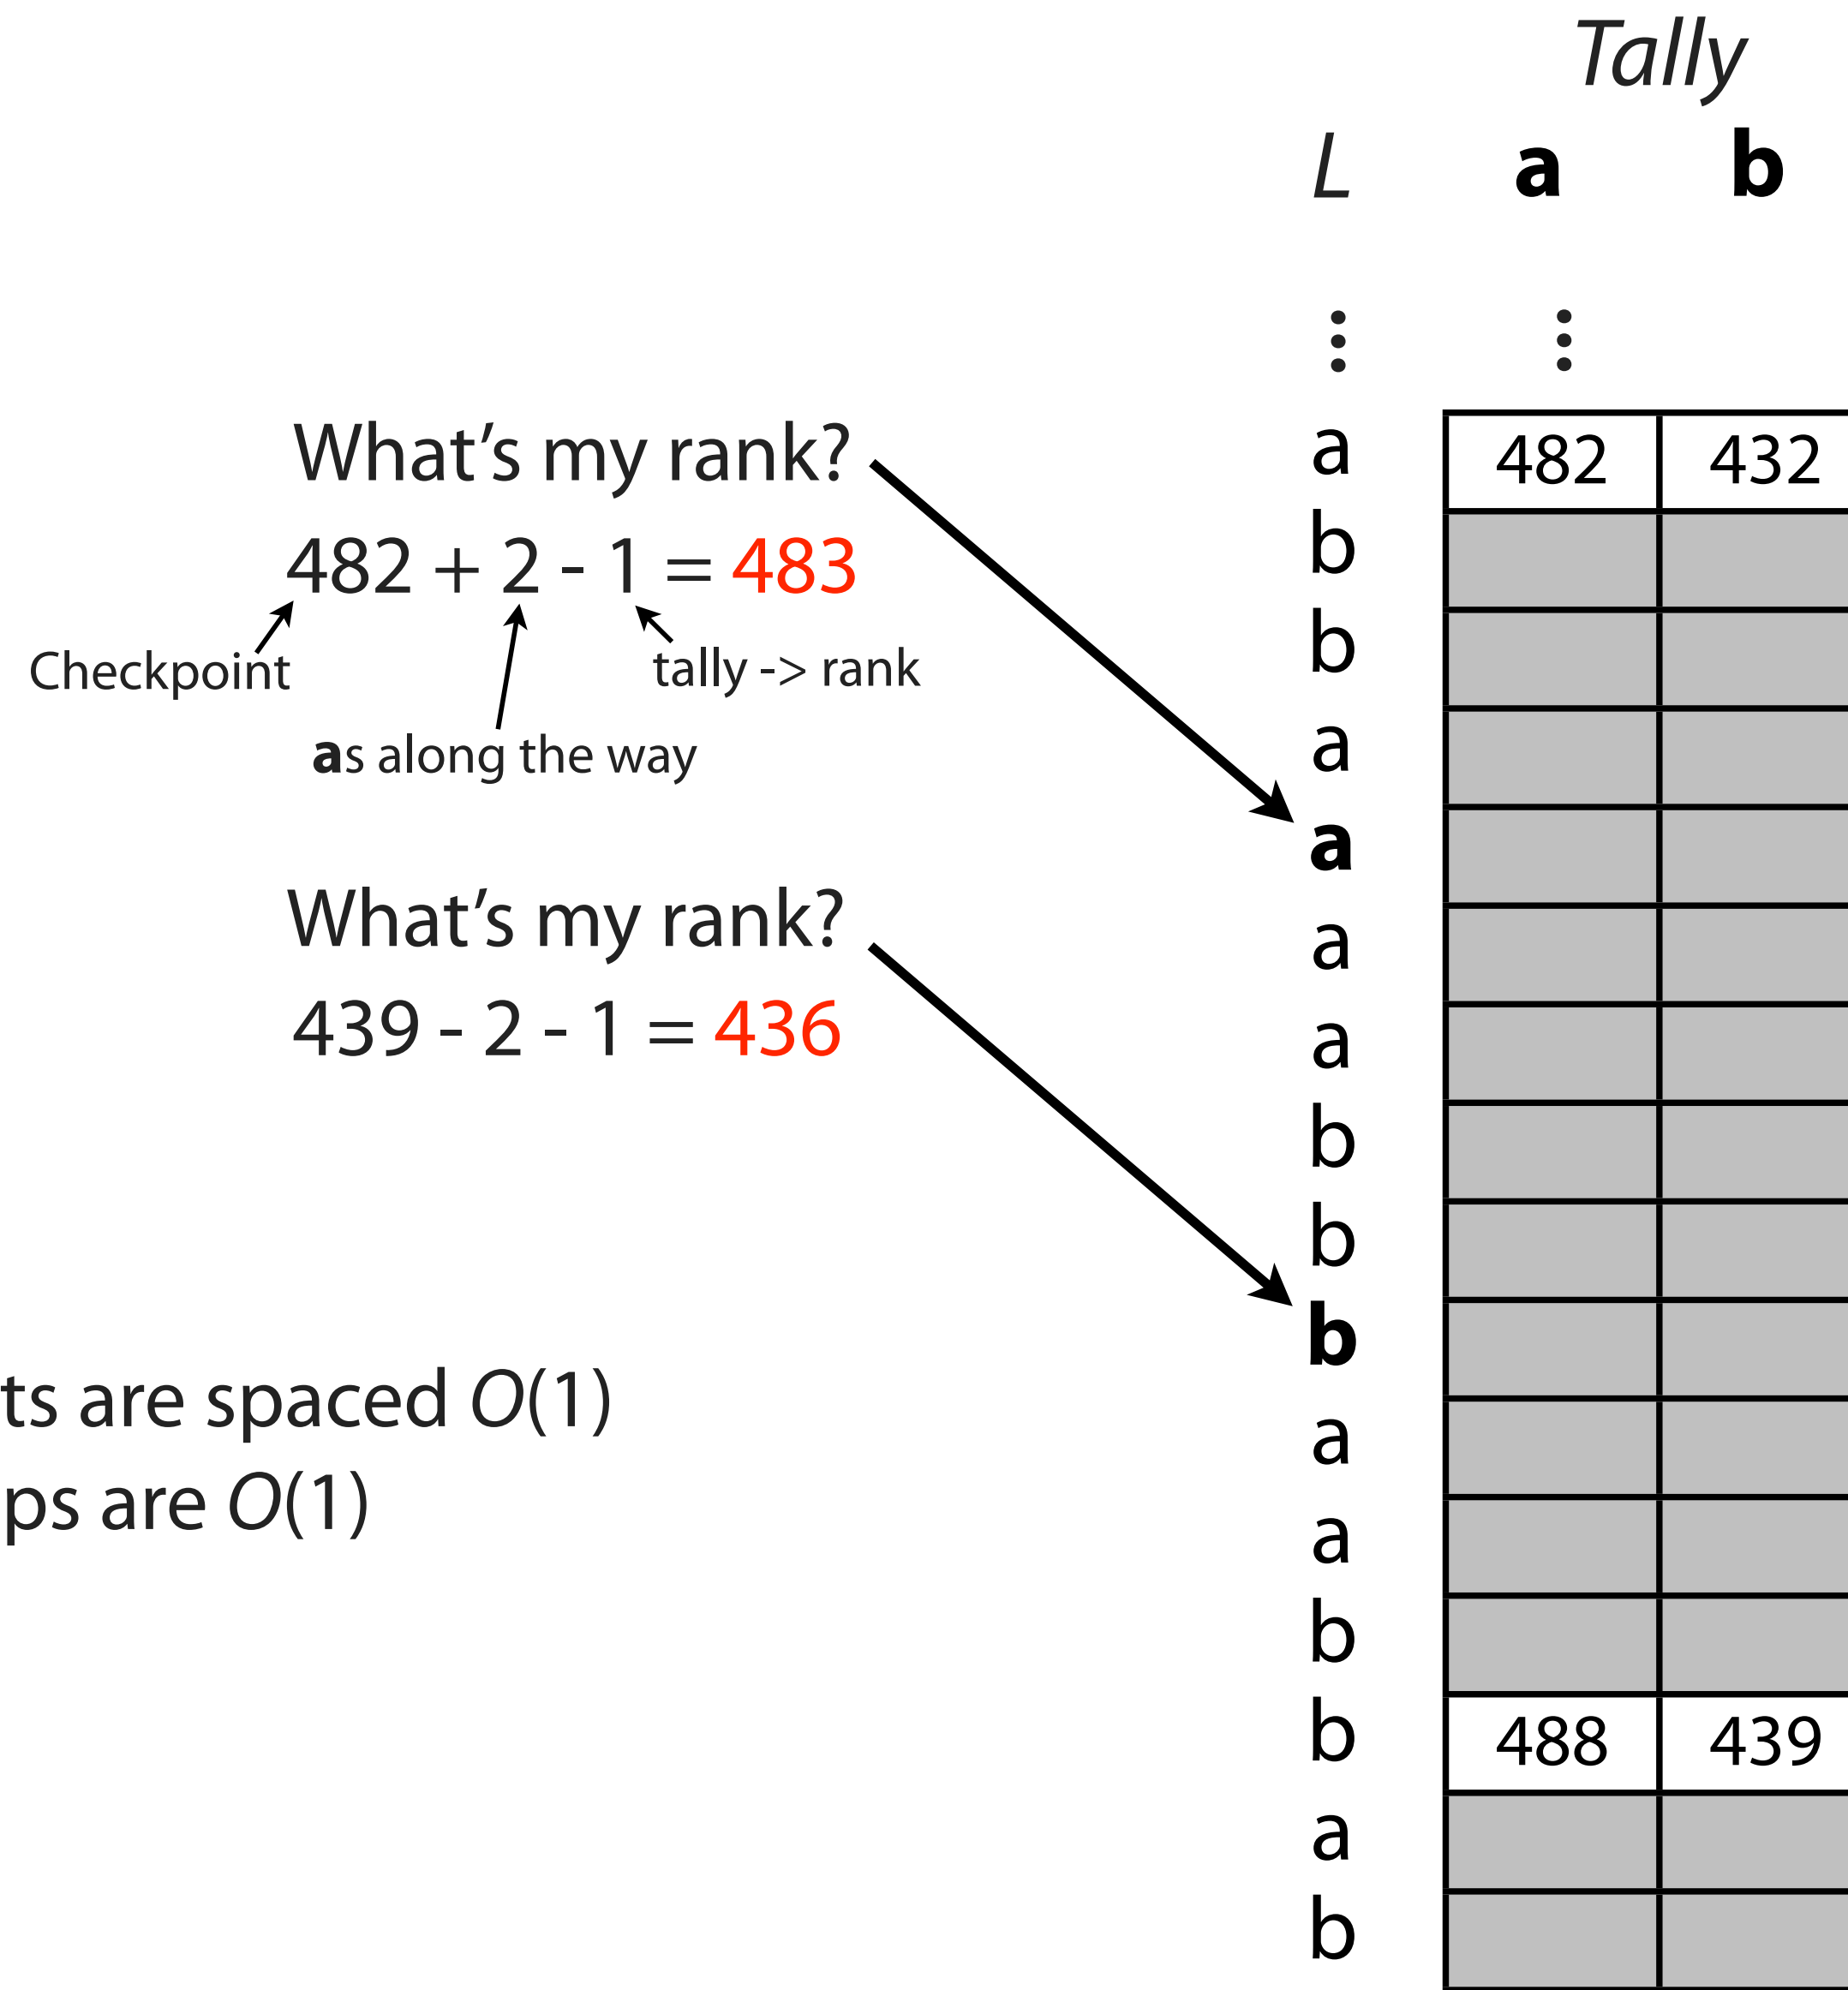 Tally
L a b
What's my rank?
482 + 2 - 1 = 483
Checkpoint
tally -> rank
as along the way
What's my rank?
439 - 2 - 1 = 436
ts are spaced O(1)
ps are O(1)
a 482 432
b
b
a
a
a
a
b
b
b
a
a
b
b 488 439
a
b